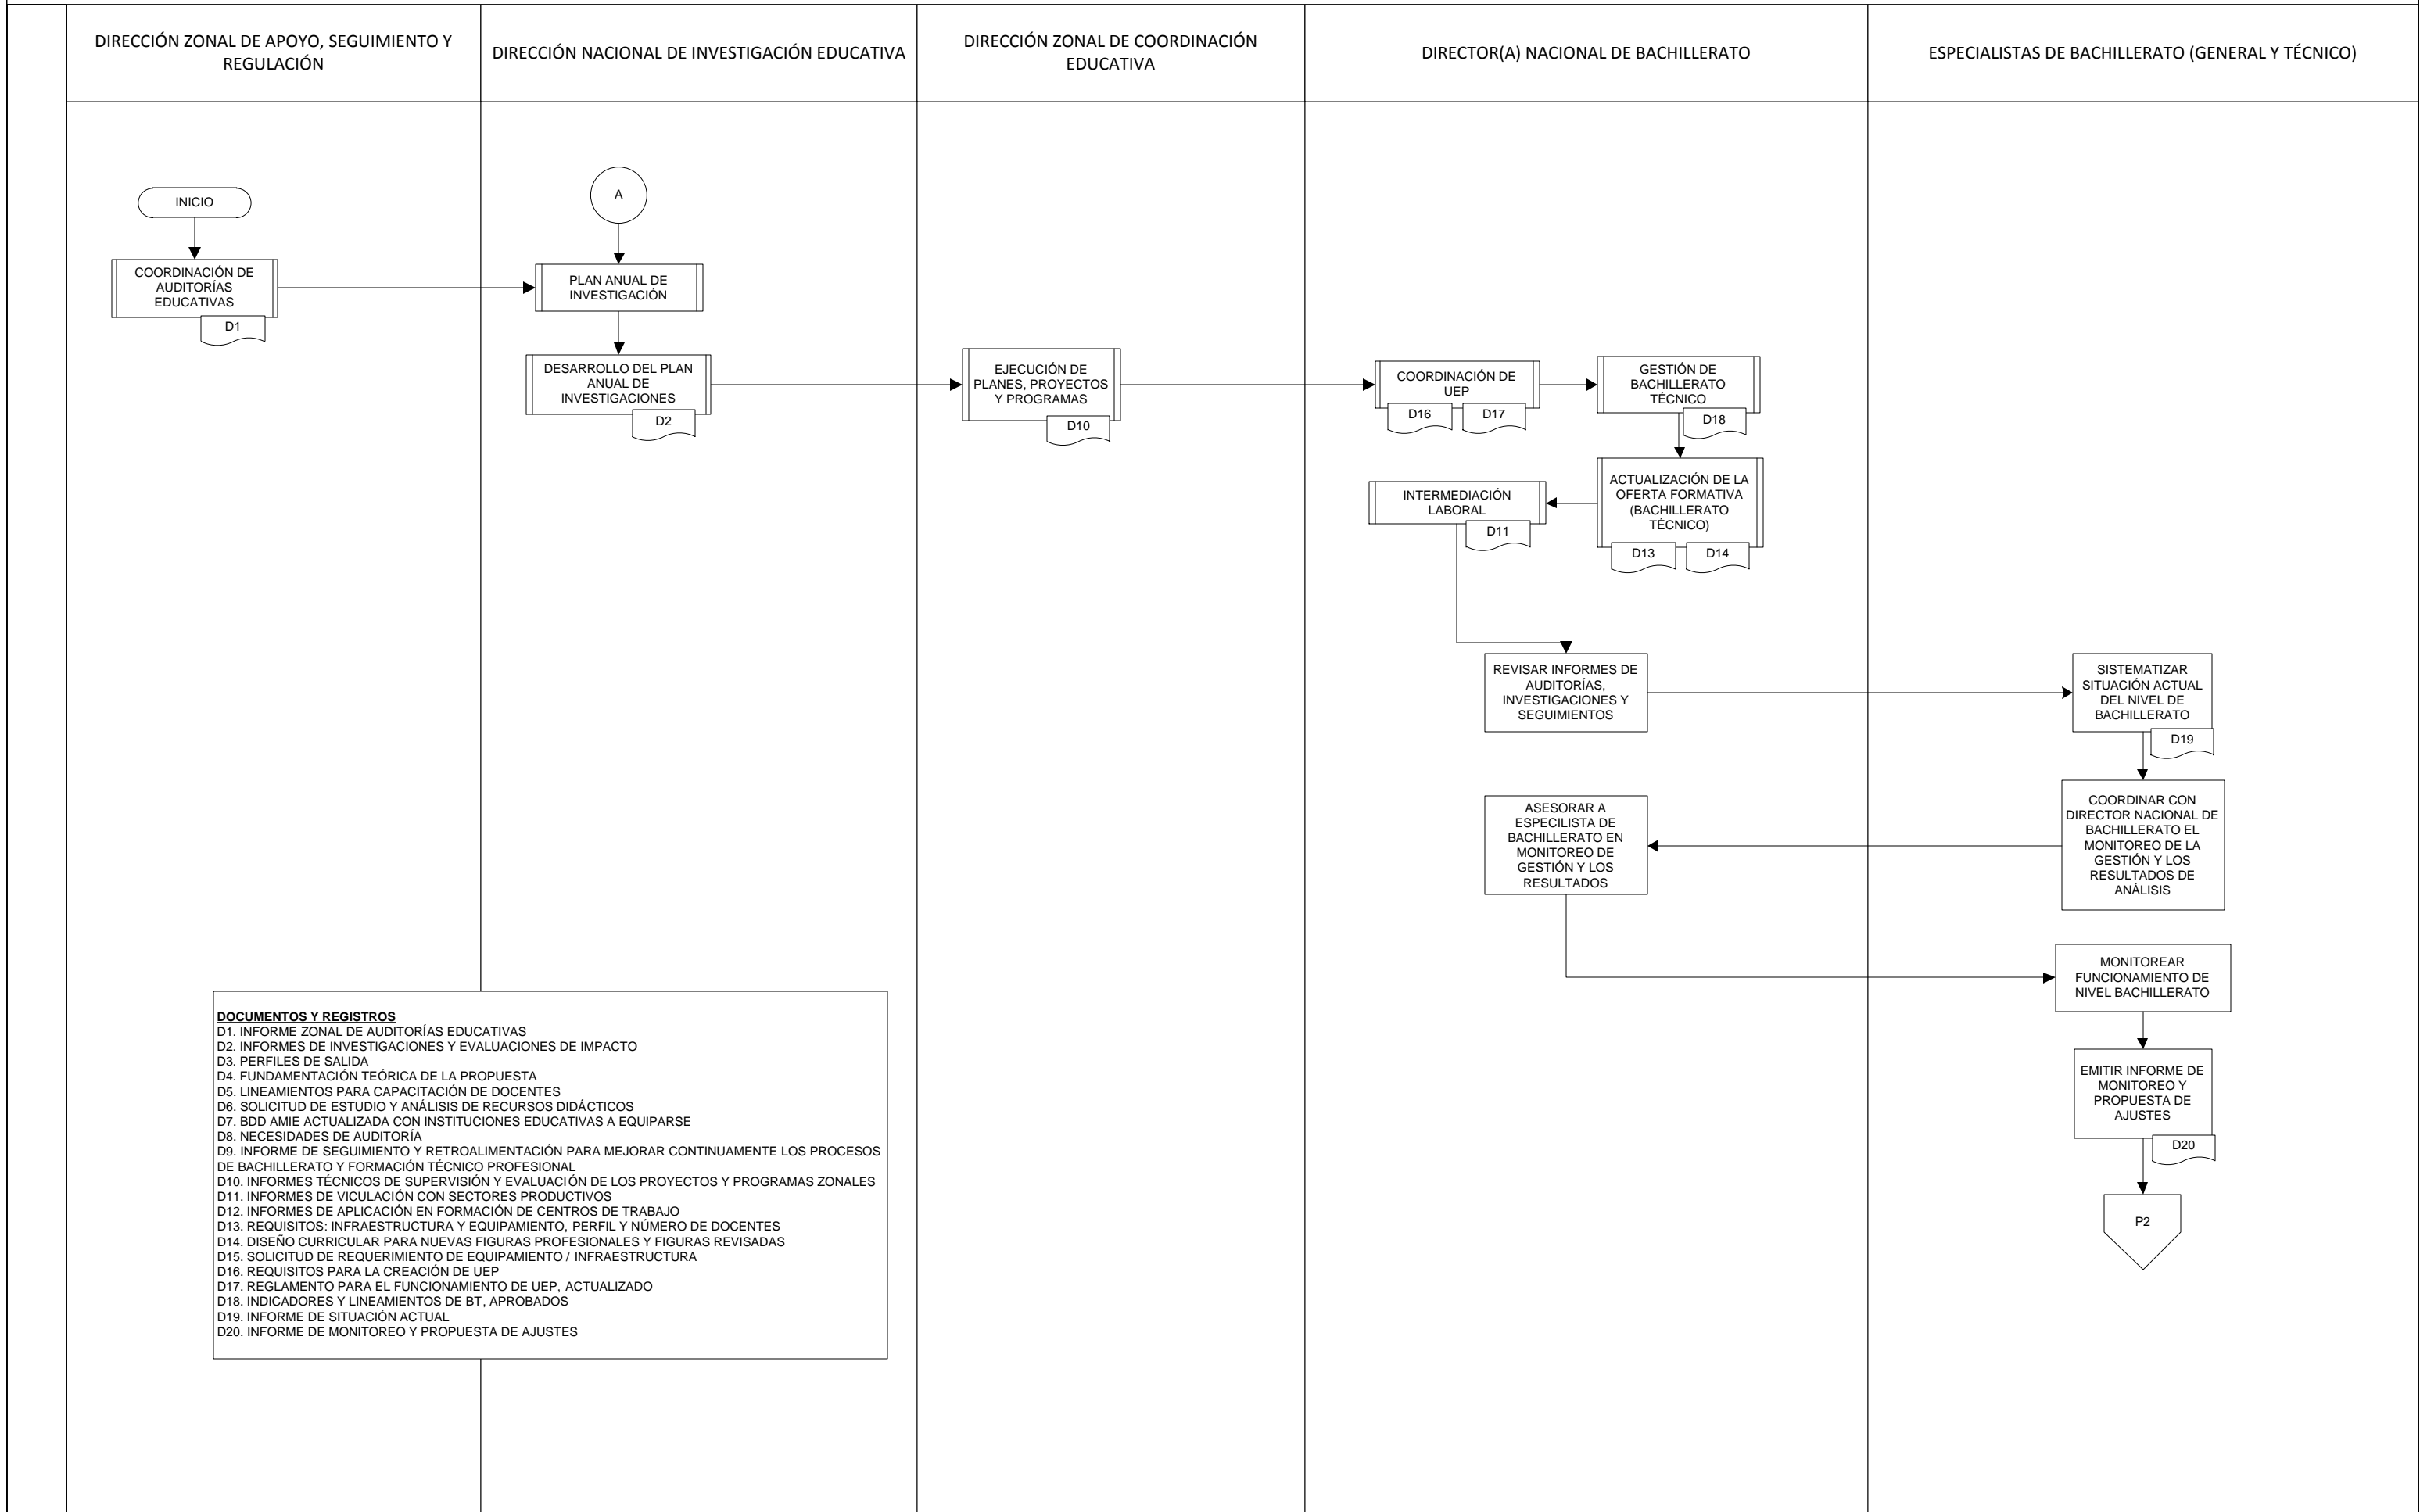 DIRECCIÓN ZONAL DE APOYO, SEGUIMIENTO Y
REGULACIÓN
DIRECCIÓN NACIONAL DE INVESTIGACIÓN EDUCATIVA
DIRECCIÓN ZONAL DE COORDINACIÓN
EDUCATIVA
DIRECTOR(A) NACIONAL DE BACHILLERATO
ESPECIALISTAS DE BACHILLERATO (GENERAL Y TÉCNICO)
INICIO
COORDINACIÓN DE
AUDITORÍAS
EDUCATIVAS
D1
A
PLAN ANUAL DE
INVESTIGACIÓN
DESARROLLO DEL PLAN
ANUAL DE
INVESTIGACIONES
D2
EJECUCIÓN DE
PLANES, PROYECTOS
Y PROGRAMAS
D10
COORDINACIÓN DE
UEP
D16
D17
GESTIÓN DE
BACHILLERATO
TÉCNICO
D18
ACTUALIZACIÓN DE LA
OFERTA FORMATIVA
(BACHILLERATO
TÉCNICO)
D13
D14
INTERMEDIACIÓN
LABORAL
D11
REVISAR INFORMES DE
AUDITORÍAS,
INVESTIGACIONES Y
SEGUIMIENTOS
SISTEMATIZAR
SITUACIÓN ACTUAL
DEL NIVEL DE
BACHILLERATO
D19
COORDINAR CON
DIRECTOR NACIONAL DE
BACHILLERATO EL
MONITOREO DE LA
GESTIÓN Y LOS
RESULTADOS DE
ANÁLISIS
ASESORAR A
ESPECILISTA DE
BACHILLERATO EN
MONITOREO DE
GESTIÓN Y LOS
RESULTADOS
MONITOREAR
FUNCIONAMIENTO DE
NIVEL BACHILLERATO
EMITIR INFORME DE
MONITOREO Y
PROPUESTA DE
AJUSTES
D20
P2
DOCUMENTOS Y REGISTROS
D1. INFORME ZONAL DE AUDITORÍAS EDUCATIVAS
D2. INFORMES DE INVESTIGACIONES Y EVALUACIONES DE IMPACTO
D3. PERFILES DE SALIDA
D4. FUNDAMENTACIÓN TEÓRICA DE LA PROPUESTA
D5. LINEAMIENTOS PARA CAPACITACIÓN DE DOCENTES
D6. SOLICITUD DE ESTUDIO Y ANÁLISIS DE RECURSOS DIDÁCTICOS
D7. BDD AMIE ACTUALIZADA CON INSTITUCIONES EDUCATIVAS A EQUIPARSE
D8. NECESIDADES DE AUDITORÍA
D9. INFORME DE SEGUIMIENTO Y RETROALIMENTACIÓN PARA MEJORAR CONTINUAMENTE LOS PROCESOS
DE BACHILLERATO Y FORMACIÓN TÉCNICO PROFESIONAL
D10. INFORMES TÉCNICOS DE SUPERVISIÓN Y EVALUACIÓN DE LOS PROYECTOS Y PROGRAMAS ZONALES
D11. INFORMES DE VICULACIÓN CON SECTORES PRODUCTIVOS
D12. INFORMES DE APLICACIÓN EN FORMACIÓN DE CENTROS DE TRABAJO
D13. REQUISITOS: INFRAESTRUCTURA Y EQUIPAMIENTO, PERFIL Y NÚMERO DE DOCENTES
D14. DISEÑO CURRICULAR PARA NUEVAS FIGURAS PROFESIONALES Y FIGURAS REVISADAS
D15. SOLICITUD DE REQUERIMIENTO DE EQUIPAMIENTO / INFRAESTRUCTURA
D16. REQUISITOS PARA LA CREACIÓN DE UEP
D17. REGLAMENTO PARA EL FUNCIONAMIENTO DE UEP, ACTUALIZADO
D18. INDICADORES Y LINEAMIENTOS DE BT, APROBADOS
D19. INFORME DE SITUACIÓN ACTUAL
D20. INFORME DE MONITOREO Y PROPUESTA DE AJUSTES